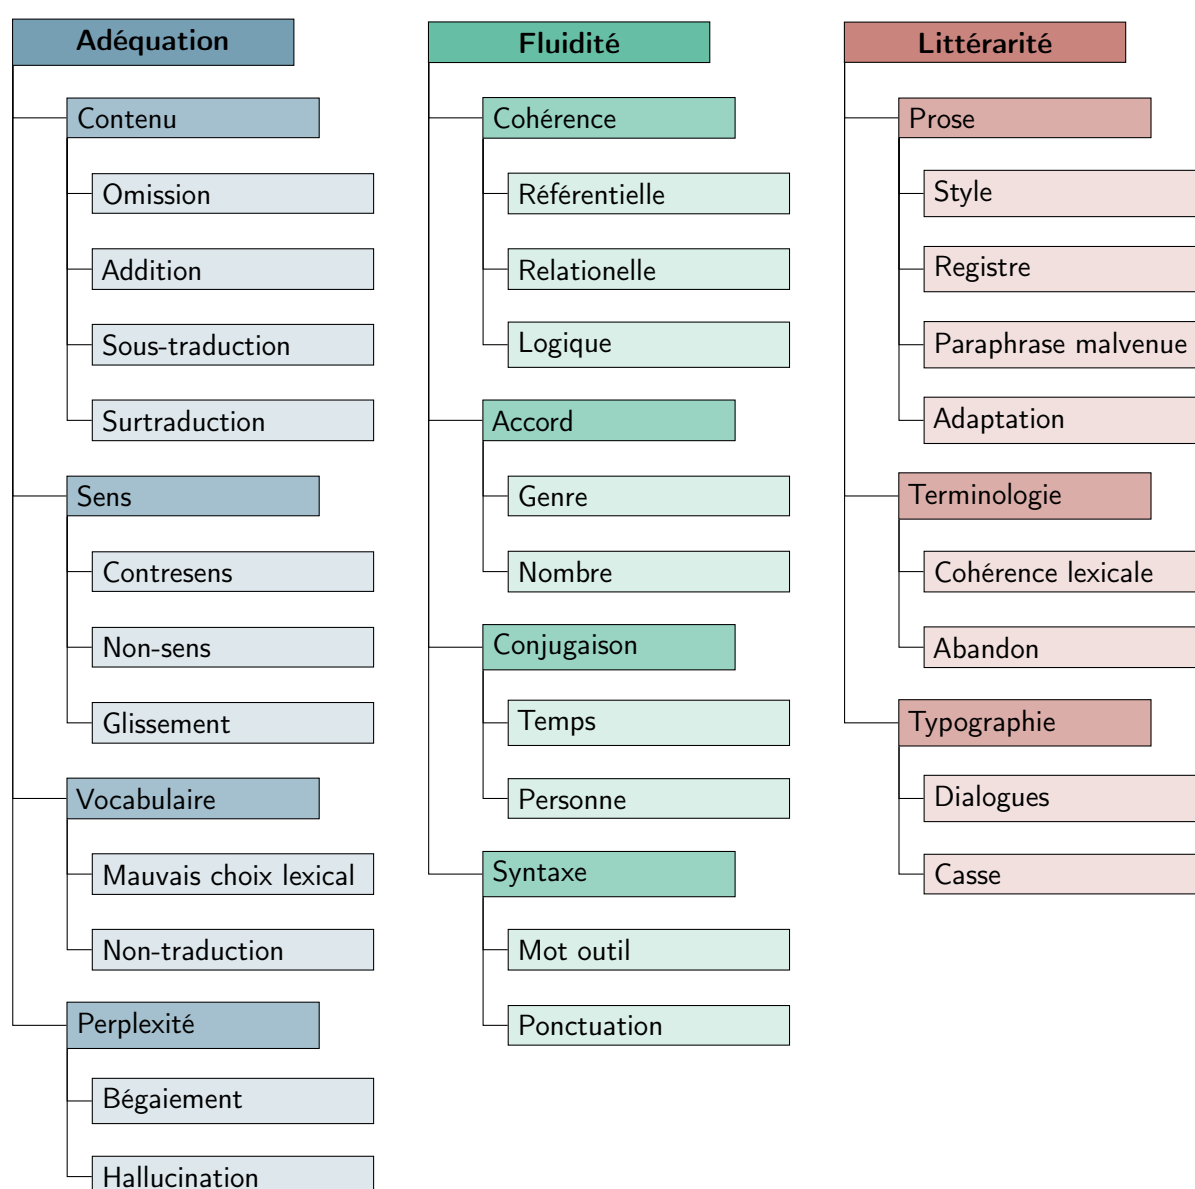 Adéquation
Contenu
Omission
Addition
Sous-traduction
Surtraduction
Sens
Contresens
Non-sens
Glissement
Vocabulaire
Mauvais choix lexical
Non-traduction
Perplexité
Bégaiement
Hallucination
Fluidité
Cohérence
Référentielle
Relationelle
Logique
Accord
Genre
Nombre
Conjugaison
Temps
Personne
Syntaxe
Mot outil
Ponctuation
Littérarité
Prose
Style
Registre
Paraphrase malvenue
Adaptation
Terminologie
Cohérence lexicale
Abandon
Typographie
Dialogues
Casse